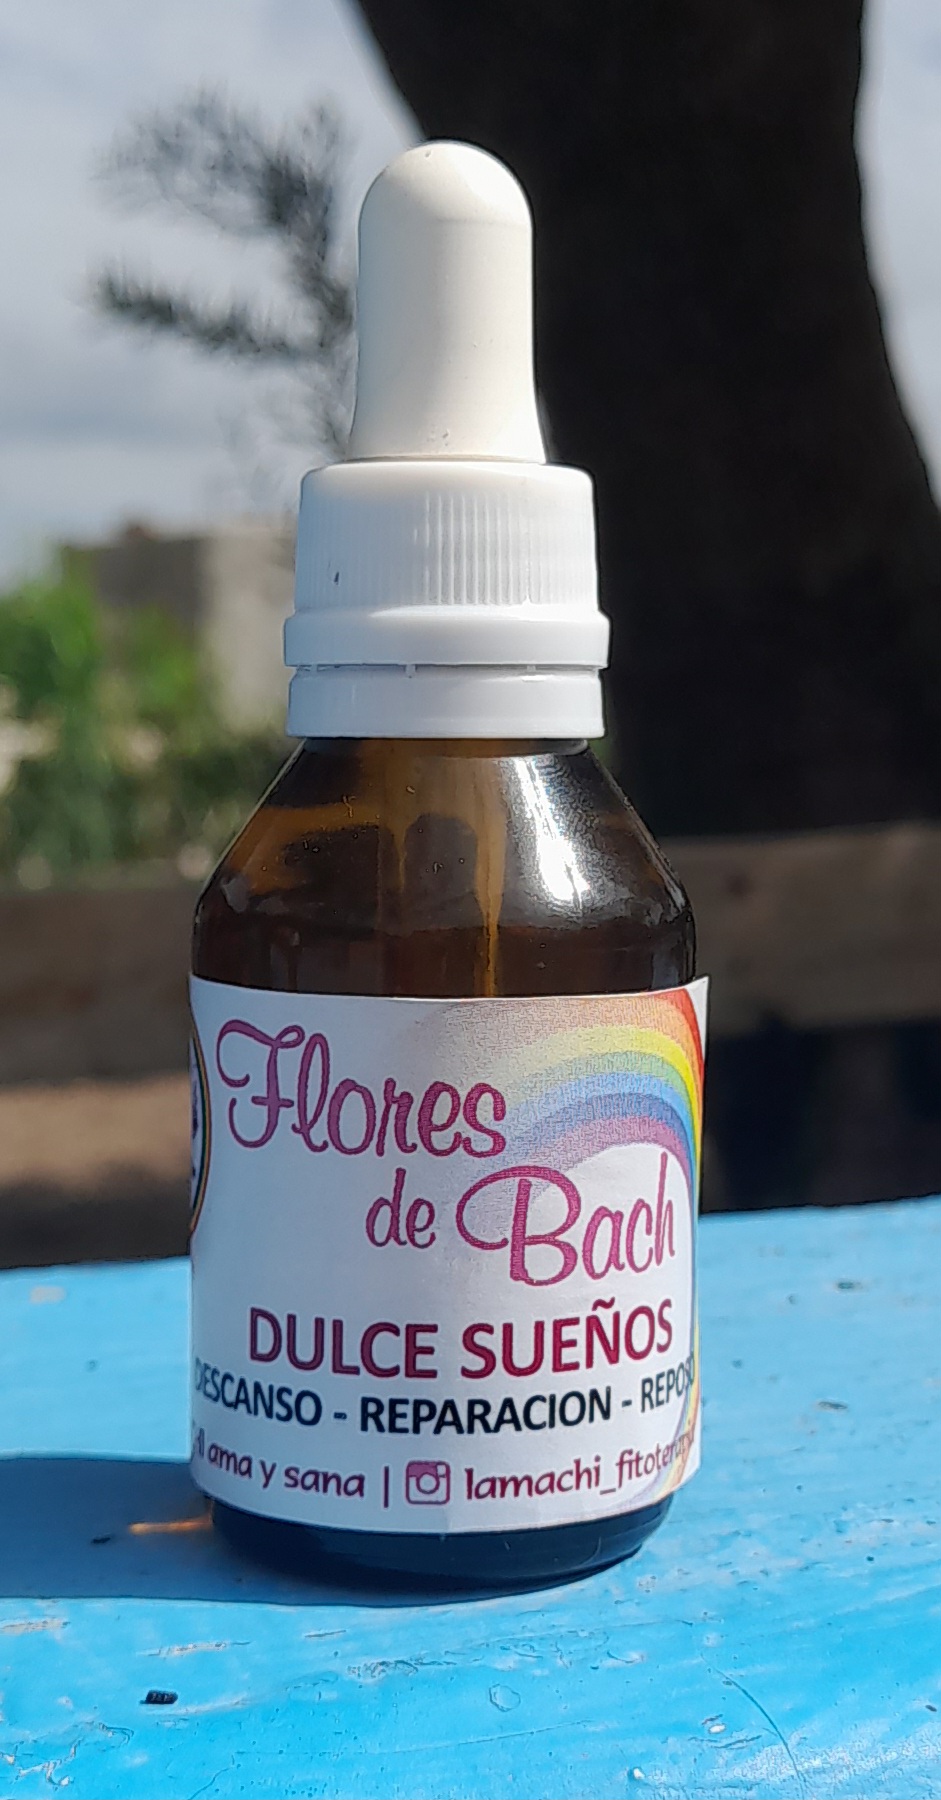 Flores
de Bach
DULCE SUEÑOS
DESCANSO - REPARACION - REPOSO
ama y sana | lamachi_fitoterapia